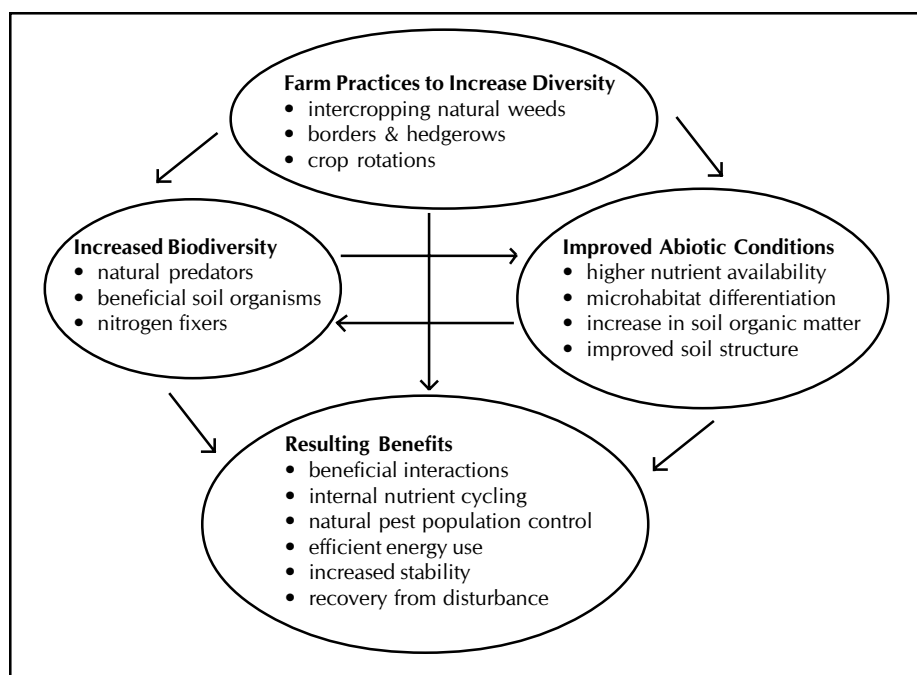 Farm Practices to Increase Diversity
• intercropping natural weeds
• borders & hedgerows
• crop rotations
Increased Biodiversity
• natural predators
• beneficial soil organisms
• nitrogen fixers
Improved Abiotic Conditions
• higher nutrient availability
• microhabitat differentiation
• increase in soil organic matter
• improved soil structure
Resulting Benefits
• beneficial interactions
• internal nutrient cycling
• natural pest population control
• efficient energy use
• increased stability
• recovery from disturbance